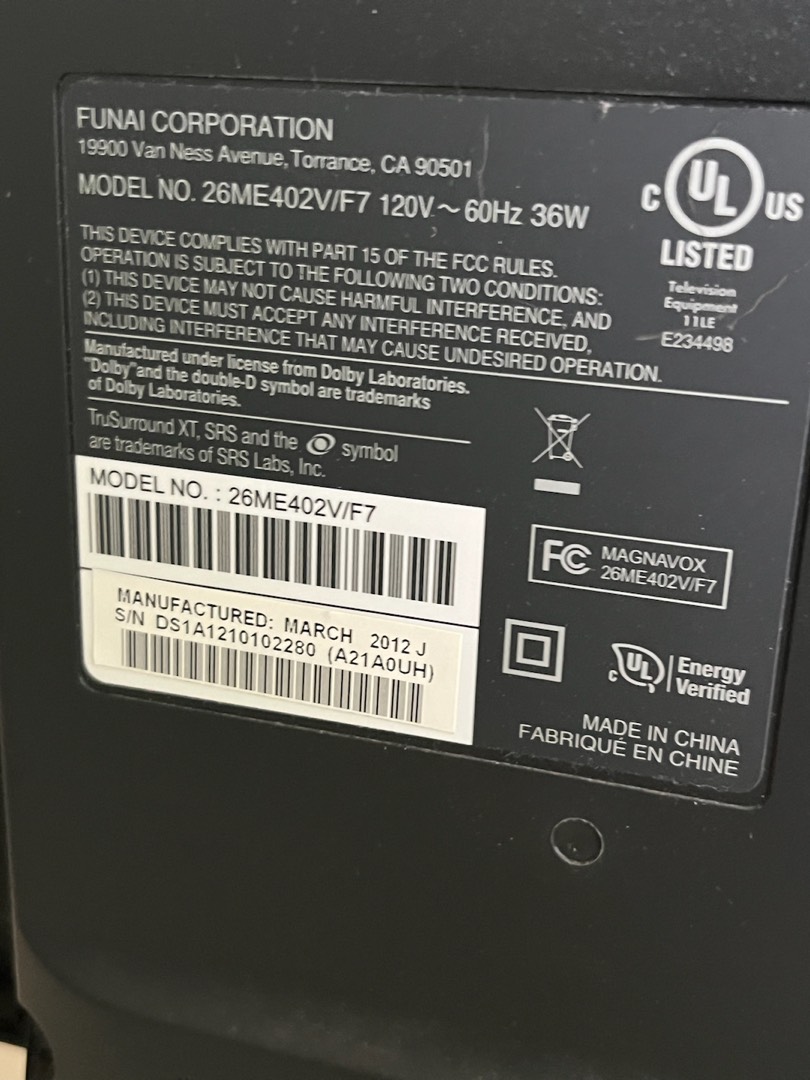 FUNAI CORPORATION
19900 Van Ness Avenue, Torrance, CA 90501
MODEL NO. 26ME402V/F7 120V~60Hz 36W
C UL US
LISTED
Television
Equipment
11LE
E234498
THIS DEVICE COMPLIES WITH PART 15 OF THE FCC RULES.
OPERATION IS SUBJECT TO THE FOLLOWING TWO CONDITIONS:
(1) THIS DEVICE MAY NOT CAUSE HARMFUL INTERFERENCE, AND
(2) THIS DEVICE MUST ACCEPT ANY INTERFERENCE RECEIVED,
INCLUDING INTERFERENCE THAT MAY CAUSE UNDESIRED OPERATION.
Manufactured under license from Dolby Laboratories.
"Dolby"and the double-D symbol are trademarks
of Dolby Laboratories.
TruSurround XT, SRS and the symbol
are trademarks of SRS Labs, Inc.
MODEL NO. : 26ME402V/F7
MANUFACTURED: MARCH 2012 J
S/N DS1A1210102280 (A21A0UH)
FC MAGNAVOX
26ME402V/F7
C UL Energy
Verified
MADE IN CHINA
FABRIQUÉ EN CHINE